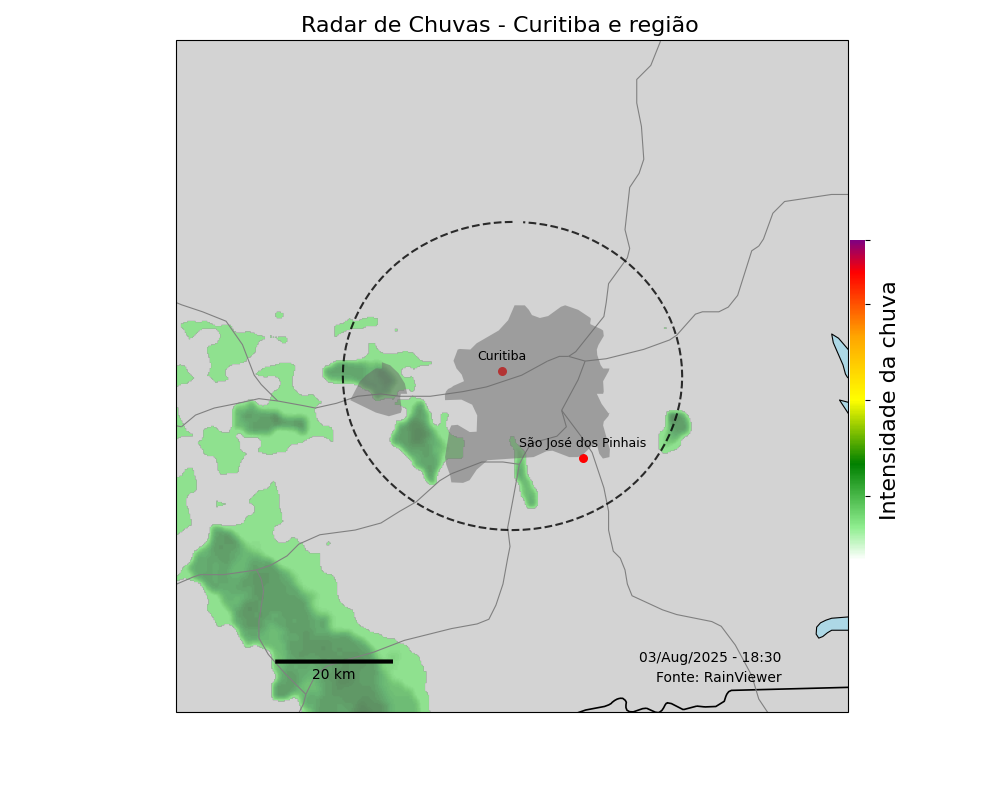 Radar de Chuvas - Curitiba e região
Curitiba
São José dos Pinhais
Intensidade da chuva
20 km
03/Aug/2025 - 18:30
Fonte: RainViewer